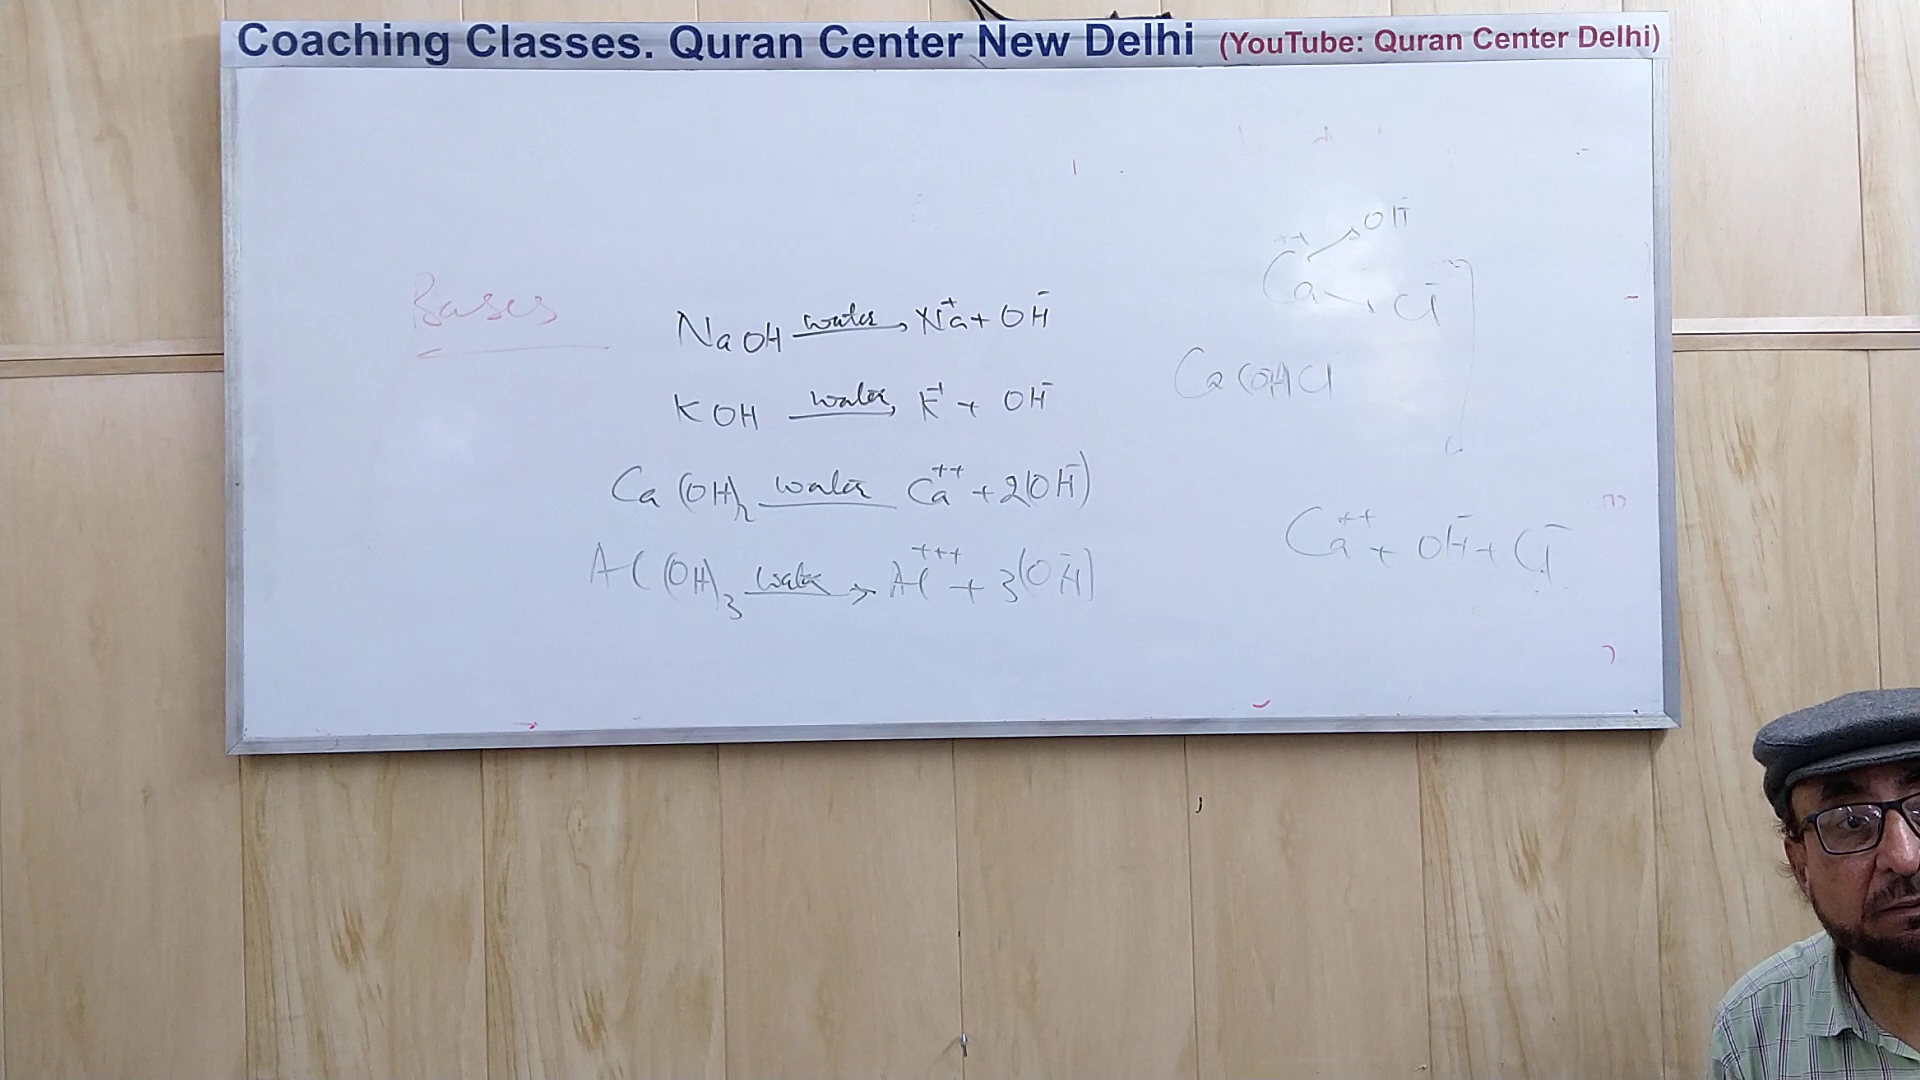 Coaching Classes. Quran Center New Delhi (YouTube: Quran Center Delhi)
Bases
NaOH water→ Na⁺ + OH⁻
KOH water→ K⁺ + OH⁻
Ca(OH)₂ water Ca⁺⁺ + 2(OH⁻)
Al(OH)₃ water→ Al⁺⁺⁺ + 3(OH⁻)
Ca⁺⁺ OH⁻
Cl⁻
Ca(OH)Cl
Ca⁺⁺ + OH⁻ + Cl⁻